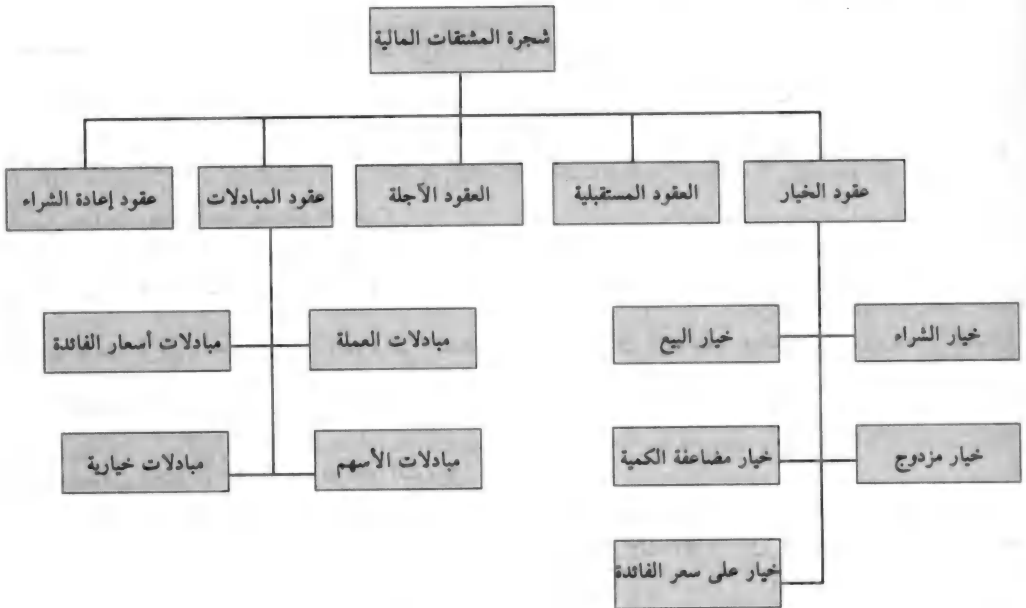 شجرة المشتقات المالية
عقود الخيار
العقود المستقبلية
العقود الآجلة
عقود المبادلات
عقود إعادة الشراء
خيار الشراء
خيار البيع
مبادلات العملة
مبادلات أسعار الفائدة
خيار مزدوج
خيار مضاعفة الكمية
مبادلات الأسهم
مبادلات خيارية
خيار على سعر الفائدة